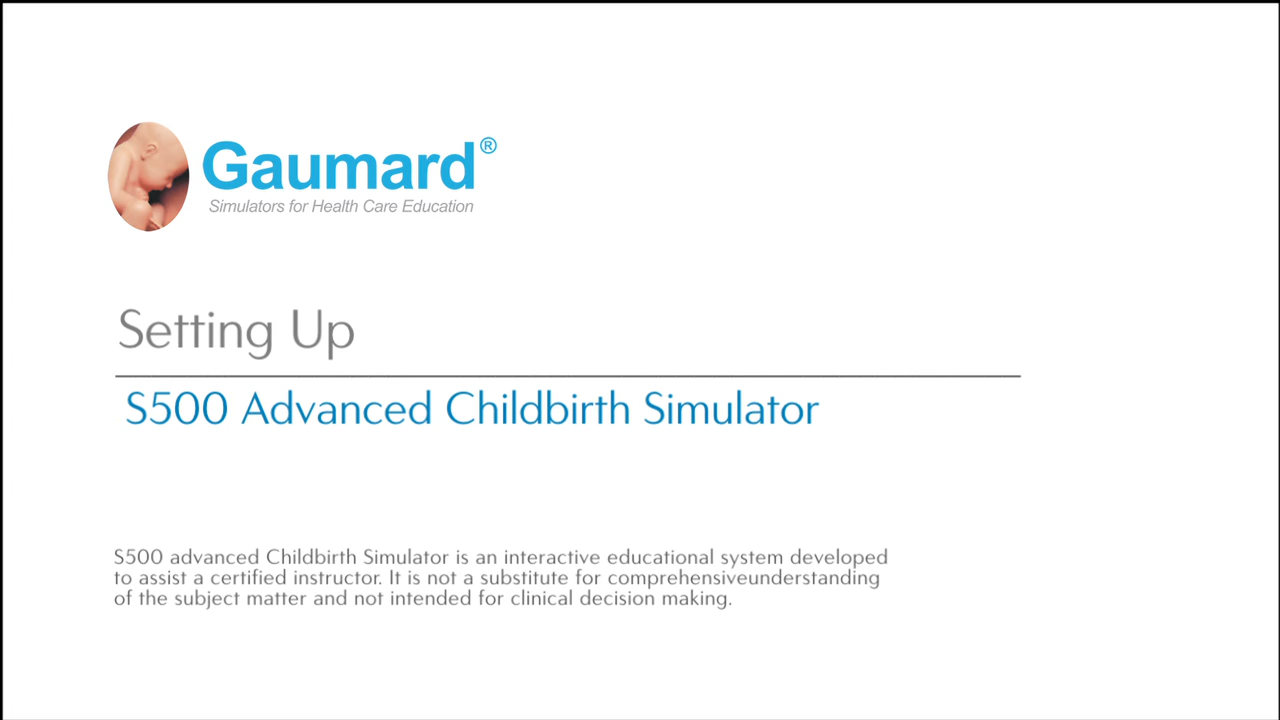 Gaumard®
Simulators for Health Care Education
Setting Up
S500 Advanced Childbirth Simulator
S500 advanced Childbirth Simulator is an interactive educational system developed
to assist a certified instructor. It is not a substitute for comprehensiveunderstanding
of the subject matter and not intended for clinical decision making.